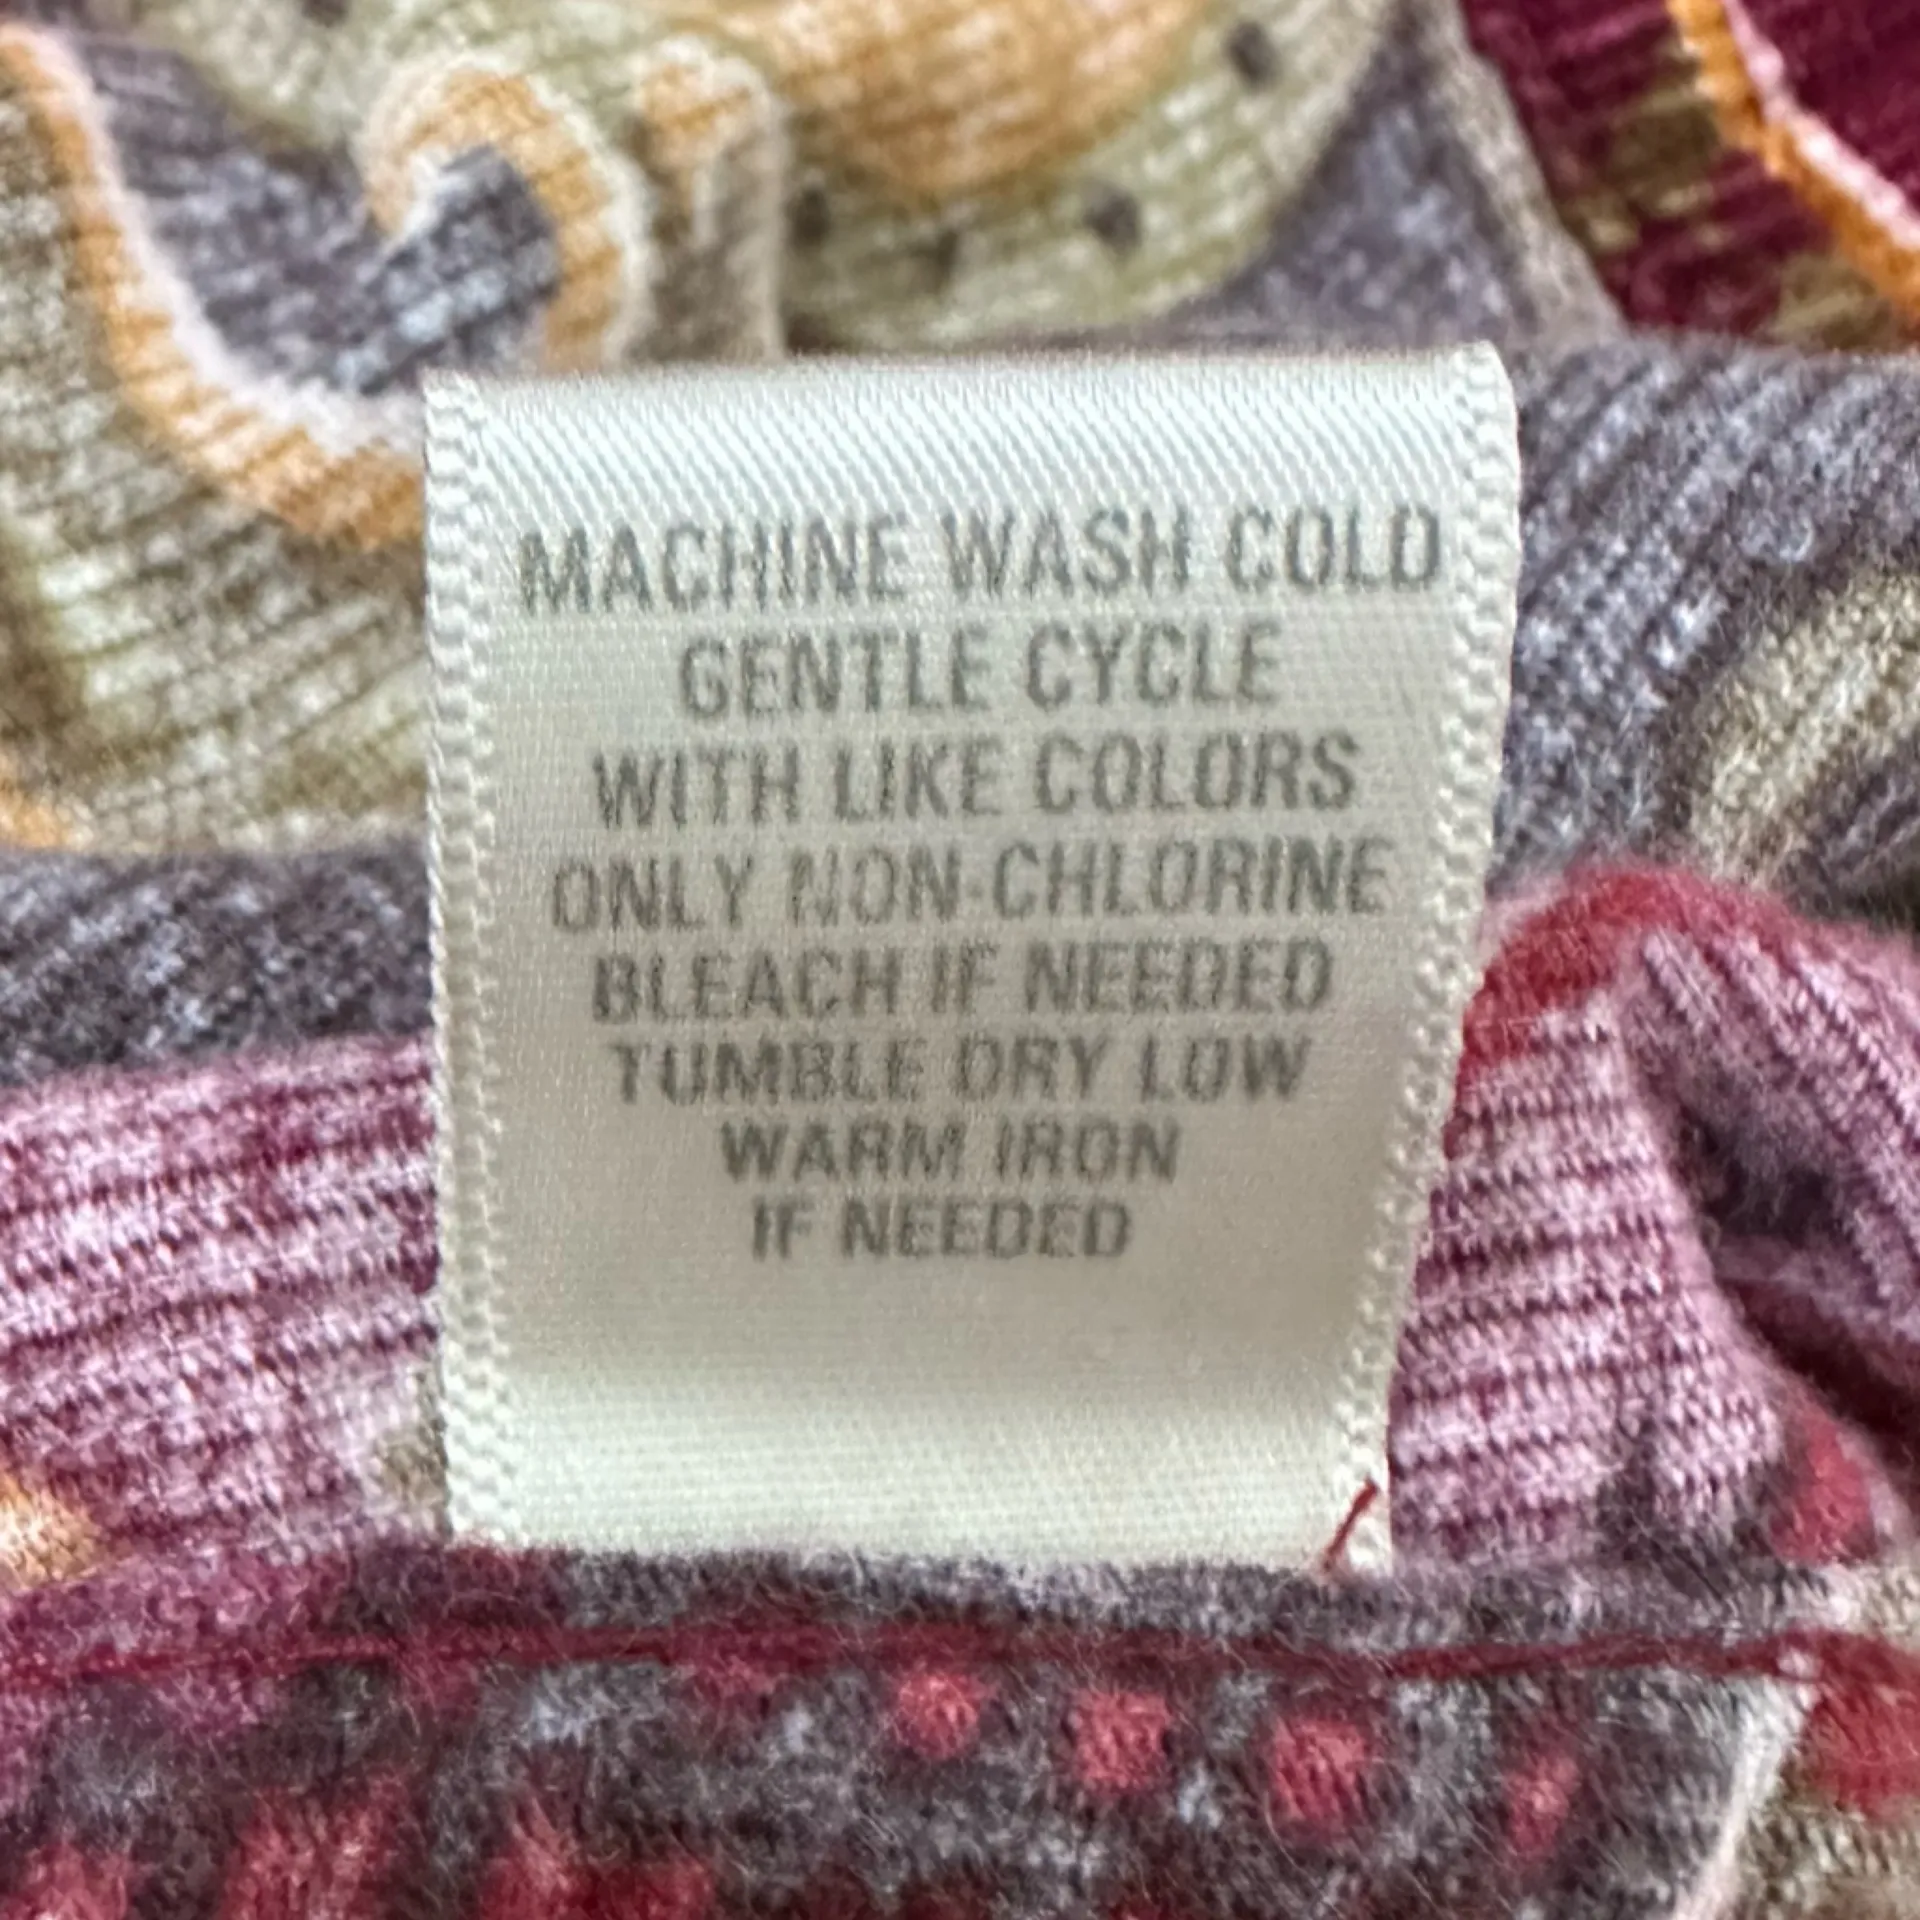 MACHINE WASH COLD
GENTLE CYCLE
WITH LIKE COLORS
ONLY NON-CHLORINE
BLEACH IF NEEDED
TUMBLE DRY LOW
WARM IRON
IF NEEDED